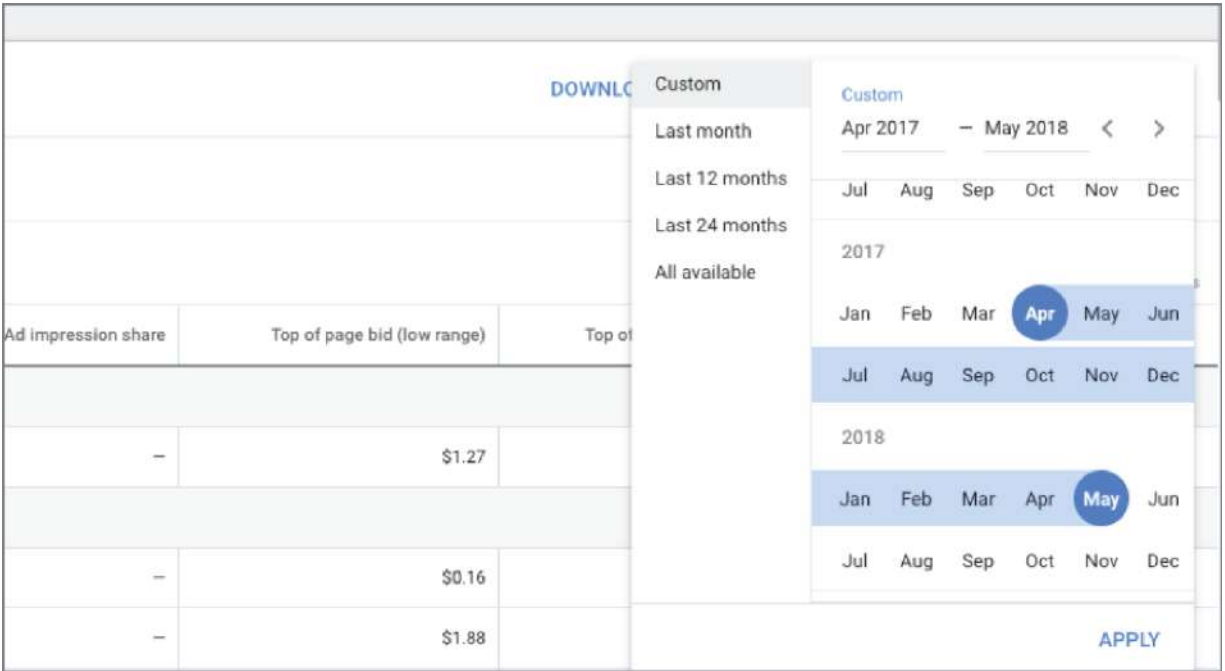 DOWNLO
Custom
Last month
Last 12 months
Last 24 months
All available
Custom
Apr 2017 – May 2018 < >
Jul Aug Sep Oct Nov Dec
2017
Jan Feb Mar Apr May Jun
Jul Aug Sep Oct Nov Dec
2018
Jan Feb Mar Apr May Jun
Jul Aug Sep Oct Nov Dec
APPLY
Ad impression share Top of page bid (low range) Top of
– $1.27
– $0.16
– $1.88